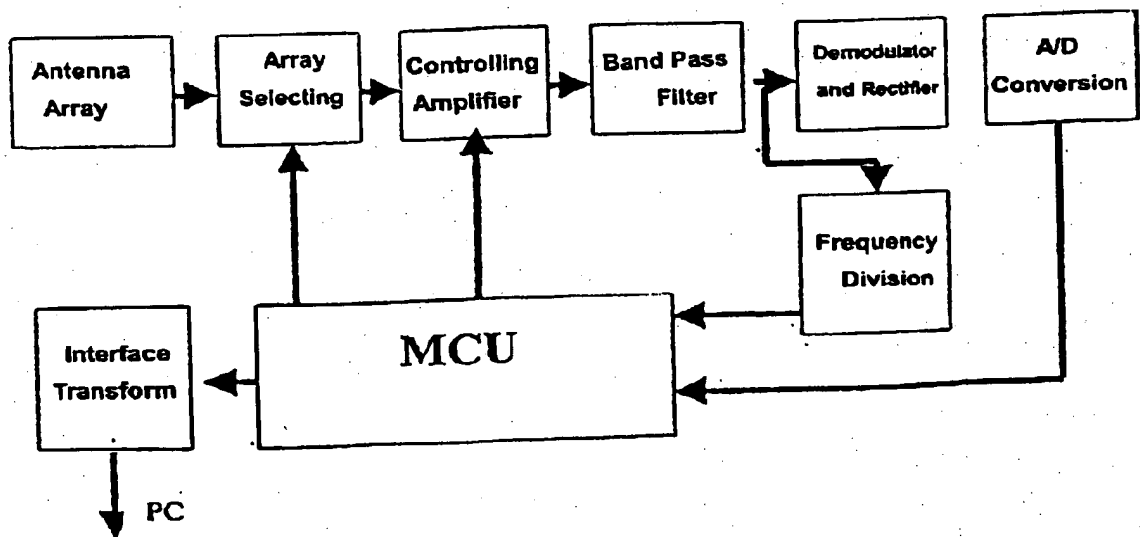 Antenna
Array
Array
Selecting
Controlling
Amplifier
Band Pass
Filter
Demodulator
and Rectifier
A/D
Conversion
Frequency
Division
MCU
Interface
Transform
PC